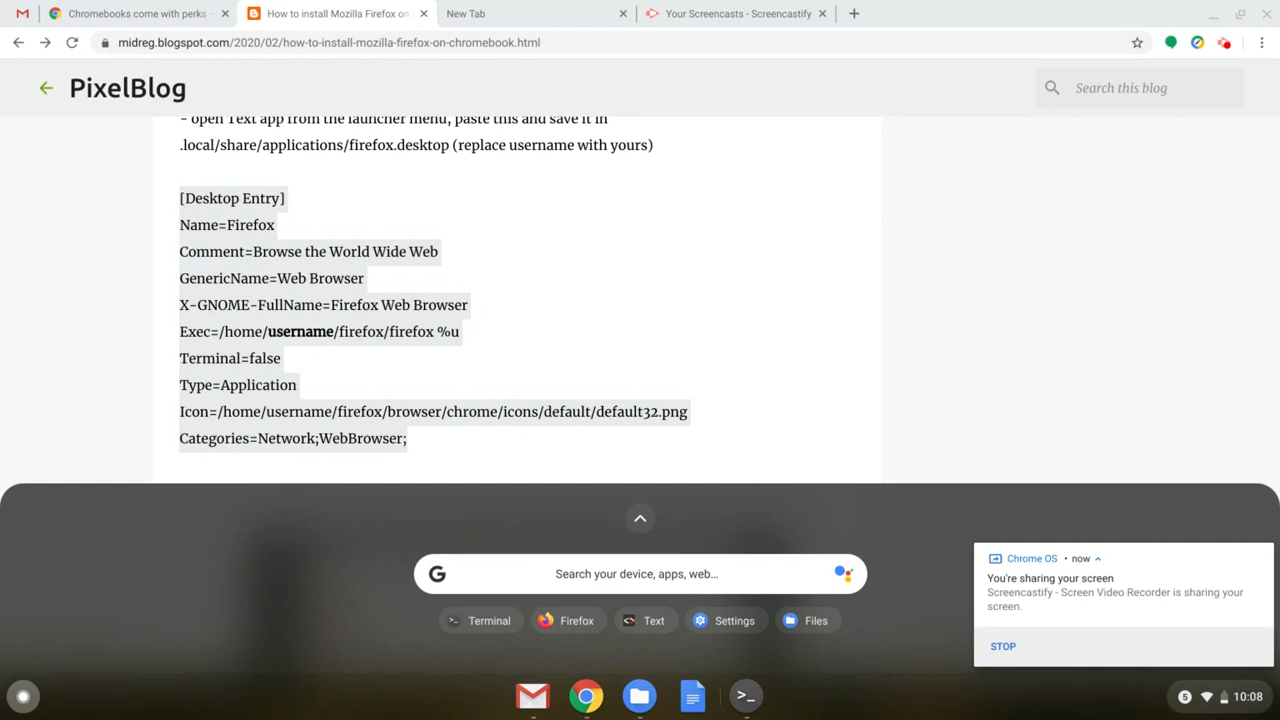 Chromebooks come with perks -
How to install Mozilla Firefox on
New Tab
Your Screencasts - Screencastify
midreg.blogspot.com/2020/02/how-to-install-mozilla-firefox-on-chromebook.html
PixelBlog
Search this blog
- open Text app from the launcher menu, paste this and save it in
.local/share/applications/firefox.desktop (replace username with yours)
[Desktop Entry]
Name=Firefox
Comment=Browse the World Wide Web
GenericName=Web Browser
X-GNOME-FullName=Firefox Web Browser
Exec=/home/username/firefox/firefox %u
Terminal=false
Type=Application
Icon=/home/username/firefox/browser/chrome/icons/default/default32.png
Categories=Network;WebBrowser;
Search your device, apps, web...
Terminal
Firefox
Text
Settings
Files
Chrome OS • now
You're sharing your screen
Screencastify - Screen Video Recorder is sharing your
screen.
STOP
5
10:08